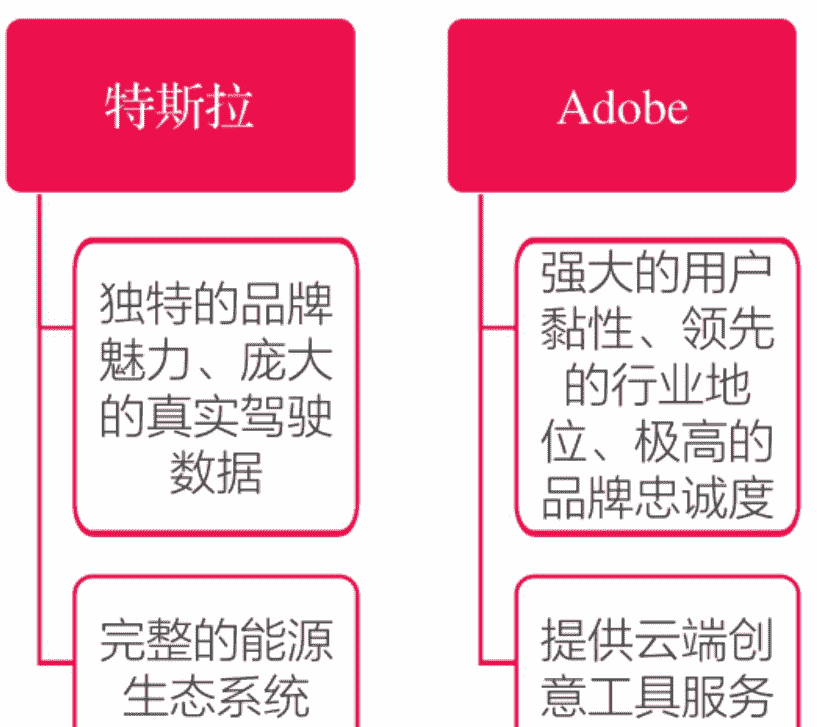 特斯拉
独特的品牌
魅力、庞大
的真实驾驶
数据
完整的能源
生态系统
Adobe
强大的用户
黏性、领先
的行业地
位、极高的
品牌忠诚度
提供云端创
意工具服务